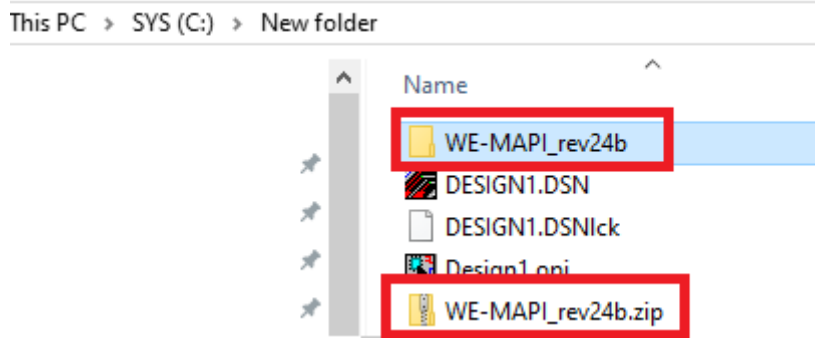 This PC > SYS (C:) > New folder
Name
WE-MAPI_rev24b
DESIGN1.DSN
DESIGN1.DSNlck
Design1.opj
WE-MAPI_rev24b.zip